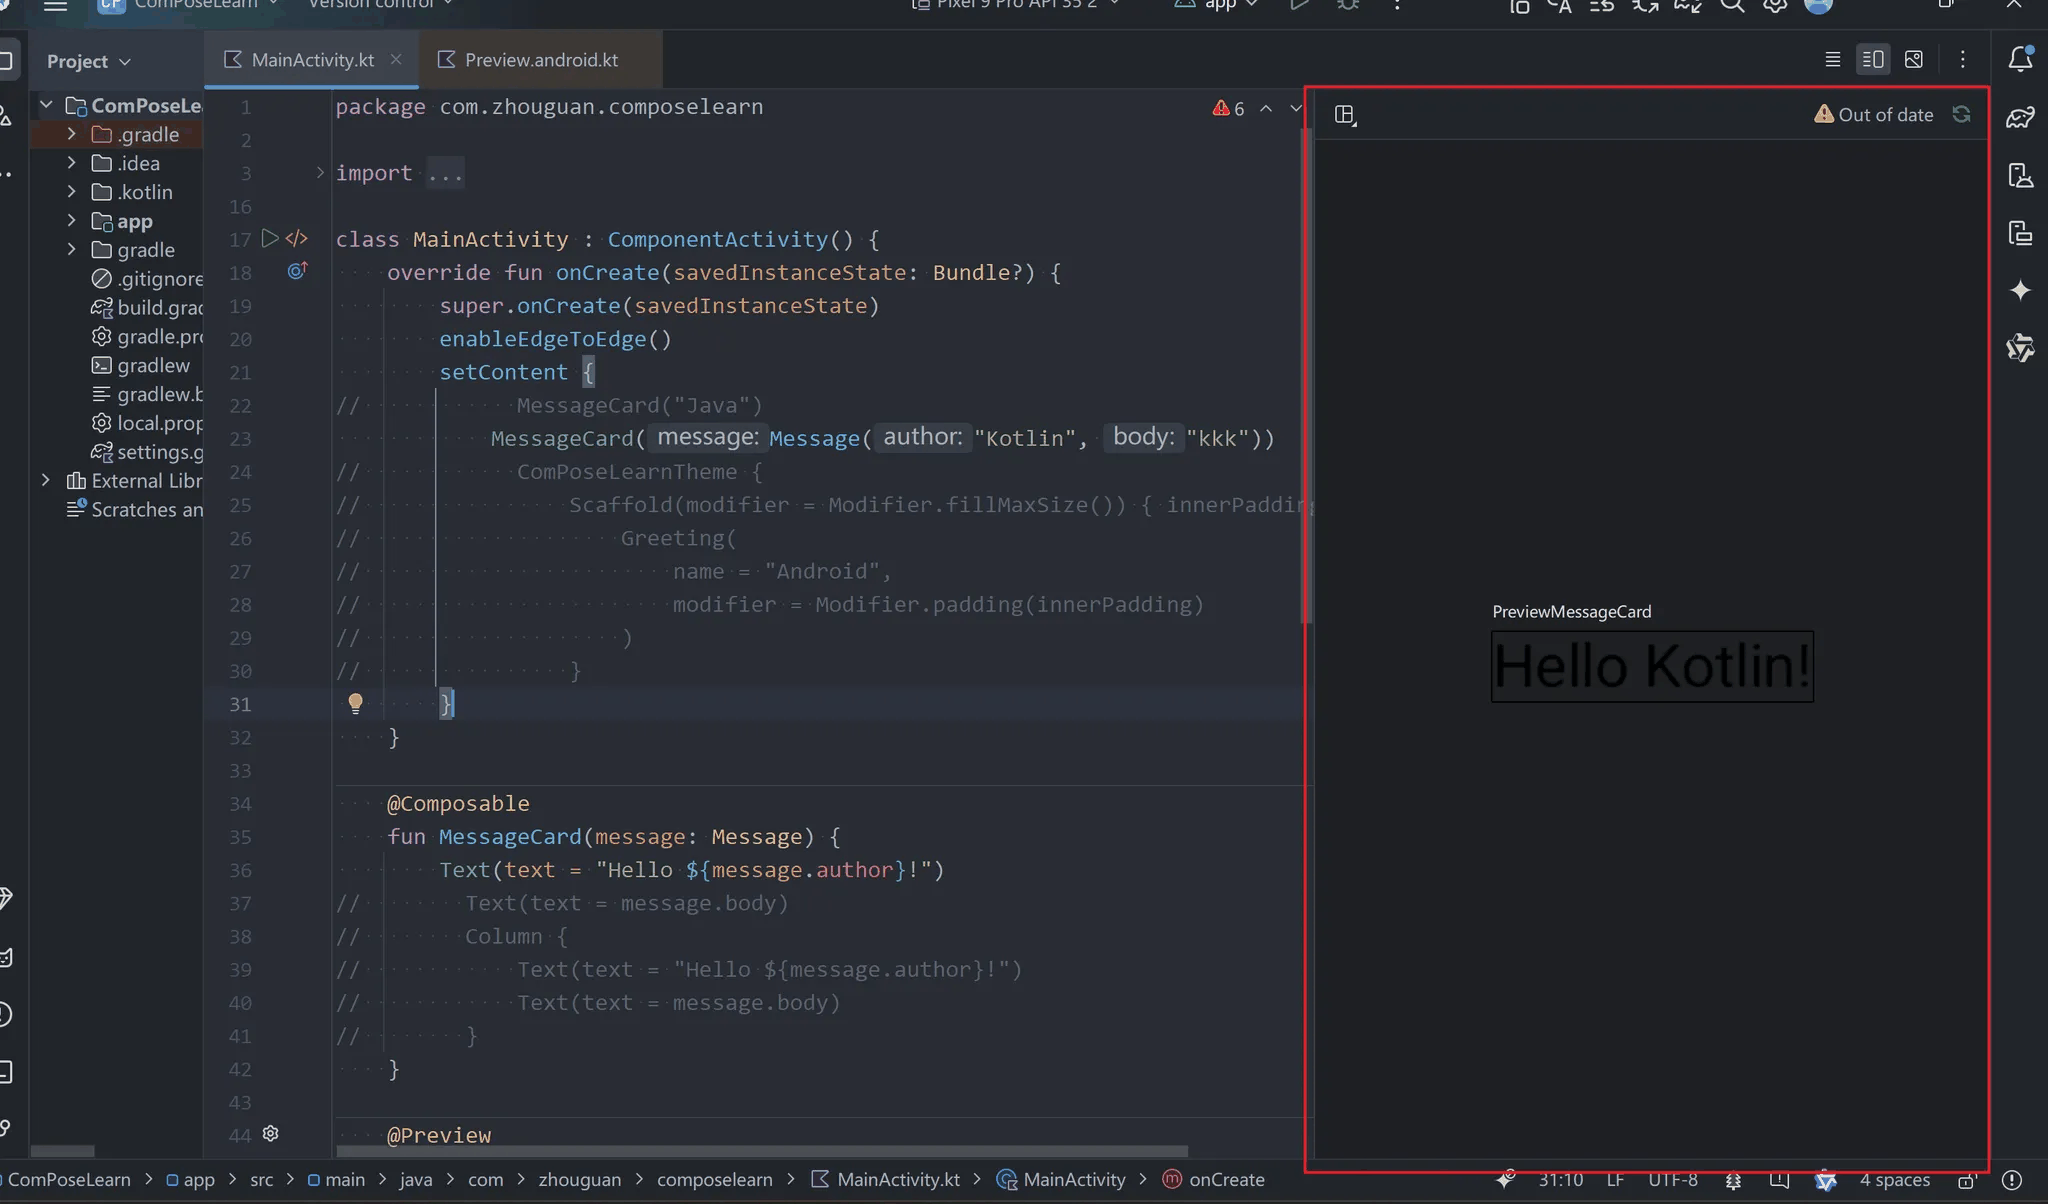 CP ComPoseLearn Version control Pixel 9 Pro API 35 2 app
Project
MainActivity.kt
Preview.android.kt
ComPoseLe
.gradle
.idea
.kotlin
app
gradle
.gitignore
build.grad
gradle.pro
gradlew
gradlew.b
local.prop
settings.g
External Libr
Scratches an
1 package com.zhouguan.composelearn
6
2
3 import ...
16
17 class MainActivity : ComponentActivity() {
18 override fun onCreate(savedInstanceState: Bundle?) {
19 super.onCreate(savedInstanceState)
20 enableEdgeToEdge()
21 setContent {
22 // MessageCard("Java")
23 MessageCard( message: Message( author: "Kotlin", body: "kkk"))
24 // ComPoseLearnTheme {
25 // Scaffold(modifier = Modifier.fillMaxSize()) { innerPadding
26 // Greeting(
27 // name = "Android",
28 // modifier = Modifier.padding(innerPadding)
29 // )
30 // }
31 }
32 }
33
34 @Composable
35 fun MessageCard(message: Message) {
36 Text(text = "Hello ${message.author}!")
37 // Text(text = message.body)
38 // Column {
39 // Text(text = "Hello ${message.author}!")
40 // Text(text = message.body)
41 // }
42 }
43
44 @Preview
Out of date
PreviewMessageCard
Hello Kotlin!
ComPoseLearn > app > src > main > java > com > zhouguan > composelearn > MainActivity.kt > MainActivity > onCreate
31:10 LF UTF-8 4 spaces